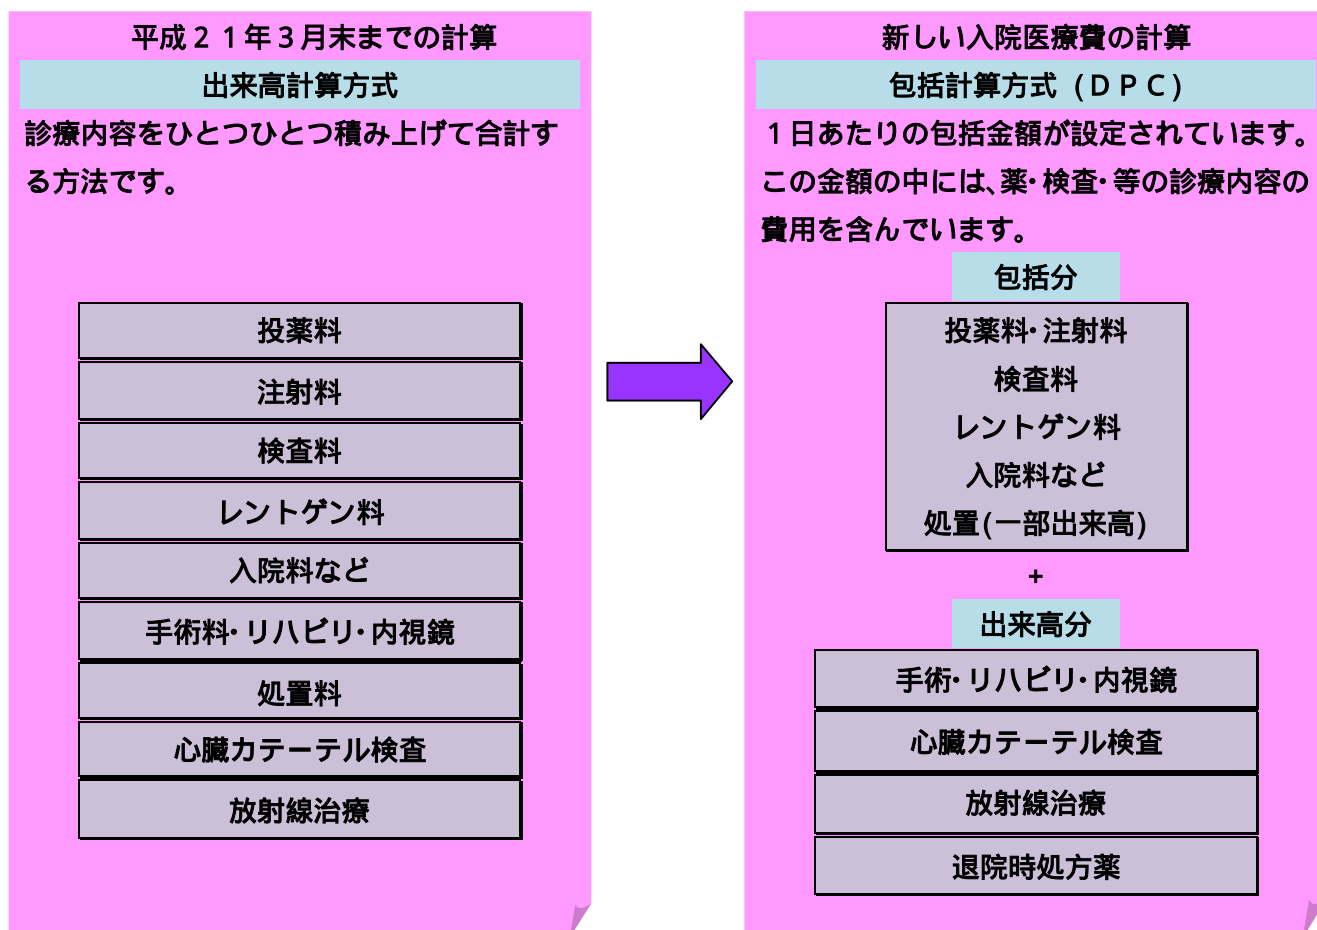 平成２１年３月末までの計算
出来高計算方式
診療内容をひとつひとつ積み上げて合計す
る方法です。
投薬料
注射料
検査料
レントゲン料
入院料など
手術料・リハビリ・内視鏡
処置料
心臓カテーテル検査
放射線治療
新しい入院医療費の計算
包括計算方式（ＤＰＣ）
１日あたりの包括金額が設定されています。
この金額の中には、薬・検査・等の診療内容の
費用を含んでいます。
包括分
投薬料・注射料
検査料
レントゲン料
入院料など
処置（一部出来高）
+
出来高分
手術・リハビリ・内視鏡
心臓カテーテル検査
放射線治療
退院時処方薬